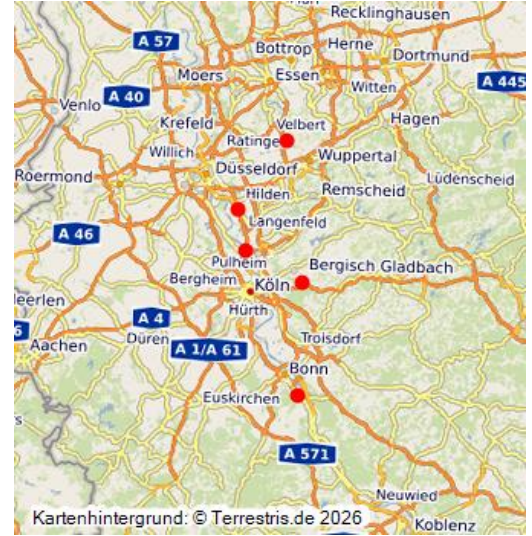 Recklinghausen
A 57
Bottrop
Herne
Dortmund
Moers
Essen
A 445
A 40
Witten
Venlo
Krefeld
Velbert
Hagen
Ratinge
Willich
Wuppertal
Roermond
Düsseldorf
Lüdenscheid
Hilden
Remscheid
Langenfeld
A 46
Pulheim
Bergisch Gladbach
Bergheim
Köln
eerlen
Hürth
A 4
Troisdorf
Aachen
Düren
A 1/A 61
Bonn
Euskirchen
A 571
Neuwied
Kartenhintergrund: © Terrestris.de 2026
Koblenz